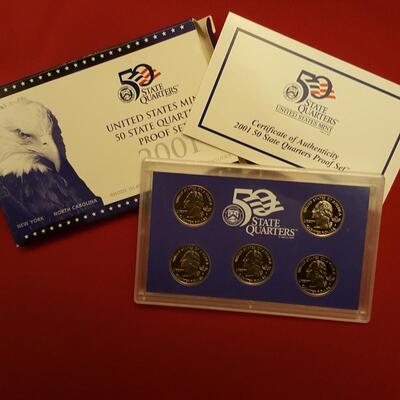 50
STATE
QUARTERS
UNITED STATES MINT
50 STATE QUARTERS
PROOF SET
2001
NEW YORK NORTH CAROLINA RHODE ISLAND
50
STATE
QUARTERS
UNITED STATES MINT
Certificate of Authenticity
2001 50 State Quarters Proof Set
50
STATE
QUARTERS